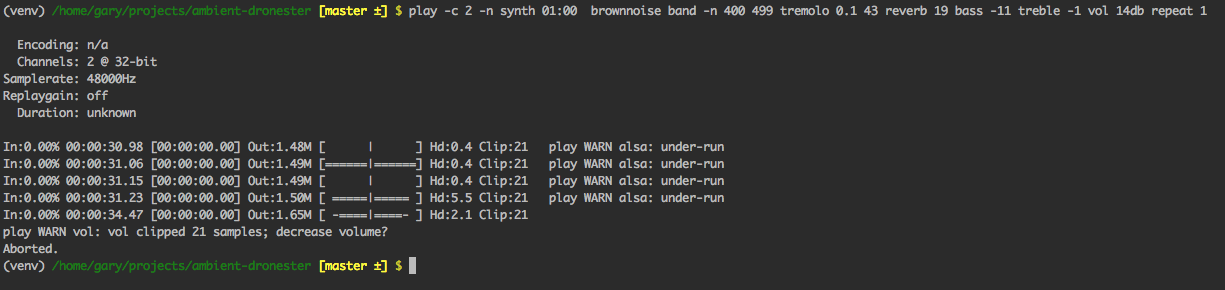 (venv) /home/gary/projects/ambient-dronester [master ±] $ play -c 2 -n synth 01:00  brownnoise band -n 400 499 tremolo 0.1 43 reverb 19 bass -11 treble -1 vol 14db repeat 1
Encoding: n/a
Channels: 2 @ 32-bit
Samplerate: 48000Hz
Replaygain: off
Duration: unknown
In:0.00% 00:00:30.98 [00:00:00.00] Out:1.48M [      |      ] Hd:0.4 Clip:21   play WARN alsa: under-run
In:0.00% 00:00:31.06 [00:00:00.00] Out:1.49M [======|======] Hd:0.4 Clip:21   play WARN alsa: under-run
In:0.00% 00:00:31.15 [00:00:00.00] Out:1.49M [      |      ] Hd:0.4 Clip:21   play WARN alsa: under-run
In:0.00% 00:00:31.23 [00:00:00.00] Out:1.50M [ =====|===== ] Hd:5.5 Clip:21   play WARN alsa: under-run
In:0.00% 00:00:34.47 [00:00:00.00] Out:1.65M [ -====|====- ] Hd:2.1 Clip:21
play WARN vol: vol clipped 21 samples; decrease volume?
Aborted.
(venv) /home/gary/projects/ambient-dronester [master ±] $